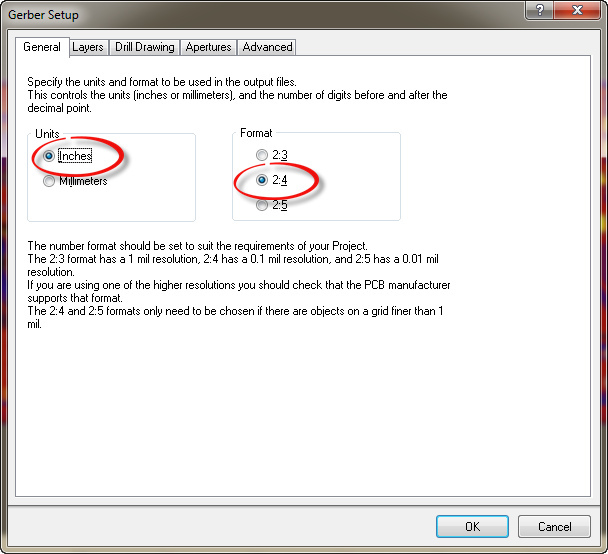 Gerber Setup
General Layers Drill Drawing Apertures Advanced
Specify the units and format to be used in the output files.
This controls the units (inches or millimeters), and the number of digits before and after the
decimal point.
Units Format
Inches 2:3
2:4
Millimeters
2:5
The number format should be set to suit the requirements of your Project.
The 2:3 format has a 1 mil resolution, 2:4 has a 0.1 mil resolution, and 2:5 has a 0.01 mil
resolution.
If you are using one of the higher resolutions you should check that the PCB manufacturer
supports that format.
The 2:4 and 2:5 formats only need to be chosen if there are objects on a grid finer than 1
mil.
OK Cancel